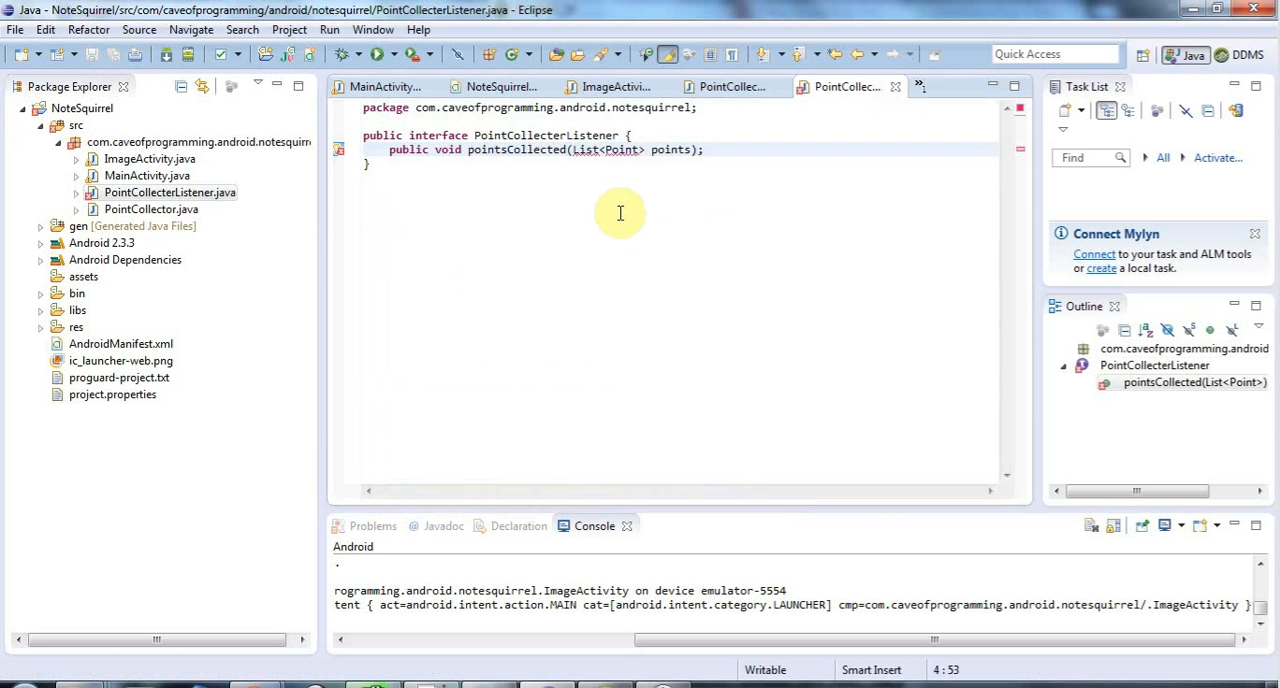 Java - NoteSquirrel/src/com/caveofprogramming/android/notesquirrel/PointCollecterListener.java - Eclipse
File Edit Refactor Source Navigate Search Project Run Window Help
Quick Access
Java
DDMS
Package Explorer
NoteSquirrel
src
com.caveofprogramming.android.notesquirre
ImageActivity.java
MainActivity.java
PointCollecterListener.java
PointCollector.java
gen [Generated Java Files]
Android 2.3.3
Android Dependencies
assets
bin
libs
res
AndroidManifest.xml
ic_launcher-web.png
proguard-project.txt
project.properties
MainActivity... NoteSquirrel... ImageActivi... PointCollec... PointCollec... »1
package com.caveofprogramming.android.notesquirrel;
public interface PointCollecterListener {
public void pointsCollected(List<Point> points);
}
Task List
Find All Activate...
Connect Mylyn
Connect to your task and ALM tools
or create a local task.
Outline
com.caveofprogramming.android
PointCollecterListener
pointsCollected(List<Point>)
Problems @ Javadoc Declaration Console
Android
.
rogramming.android.notesquirrel.ImageActivity on device emulator-5554
tent { act=android.intent.action.MAIN cat=[android.intent.category.LAUNCHER] cmp=com.caveofprogramming.android.notesquirrel/.ImageActivity }
Writable Smart Insert 4 : 53